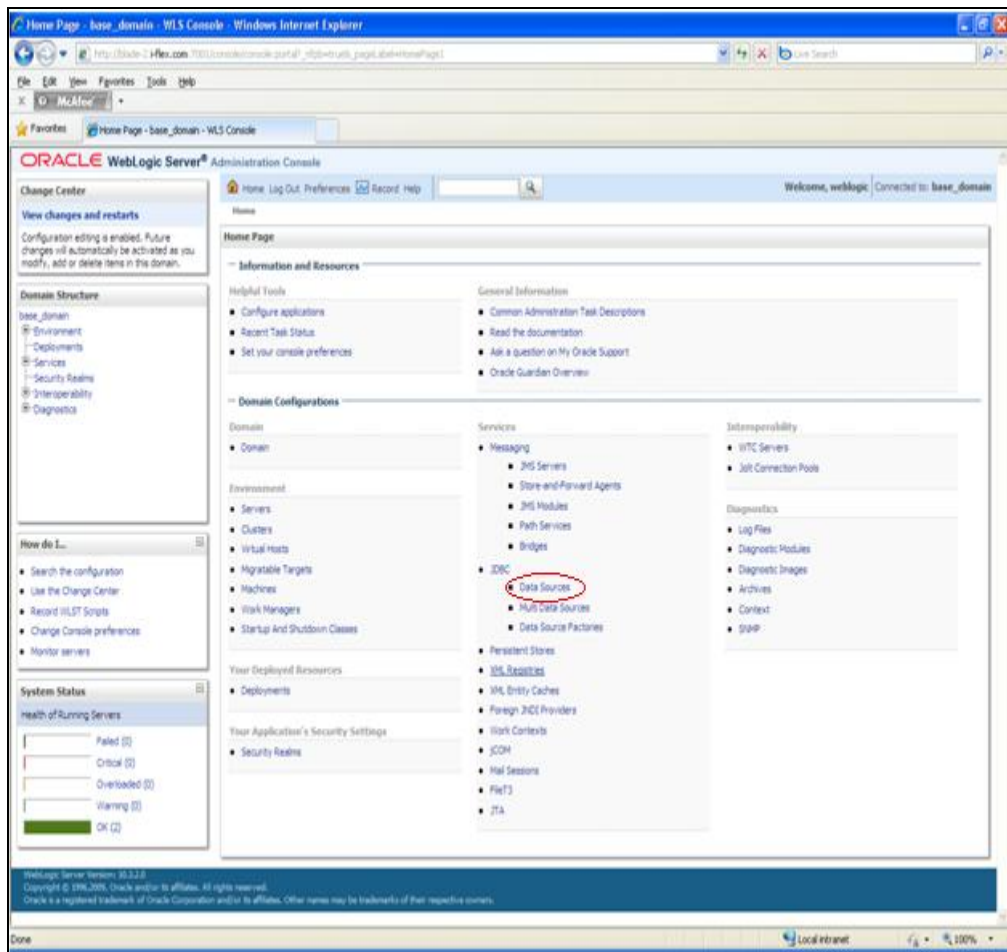 Home Page - base_domain - WLS Console - Windows Internet Explorer
Live Search
File Edit View Favorites Tools Help
X McAfee
Favorites Home Page - base_domain - WLS Console
ORACLE WebLogic Server® Administration Console
Change Center
View changes and restarts
Configuration editing is enabled. Future
changes will automatically be activated as you
modify, add or delete items in this domain.
Domain Structure
base_domain
Environment
Deployments
Services
Security Realms
Interoperability
Diagnostics
How do I...
Search the configuration
Use the Change Center
Record WLST Scripts
Change Console preferences
Monitor servers
System Status
Health of Running Servers
Failed (0)
Critical (0)
Overloaded (0)
Warning (0)
OK (2)
Home Log Out Preferences Record Help
Welcome, weblogic Connected to: base_domain
Home
Home Page
Information and Resources
Helpful Tools
Configure applications
Recent Task Status
Set your console preferences
General Information
Common Administration Task Descriptions
Read the documentation
Ask a question on My Oracle Support
Oracle Guardian Overview
Domain Configurations
Domain
Domain
Environment
Servers
Clusters
Virtual Hosts
Migratable Targets
Machines
Work Managers
Startup And Shutdown Classes
Your Deployed Resources
Deployments
Your Application's Security Settings
Security Realms
Services
Messaging
JMS Servers
Store-and-Forward Agents
JMS Modules
Path Services
Bridges
JDBC
Data Sources
Multi Data Sources
Data Source Factories
Persistent Stores
XML Registries
XML Entity Caches
Foreign JNDI Providers
Work Contexts
jCOM
Mail Sessions
FileT3
JTA
Interoperability
WTC Servers
Jolt Connection Pools
Diagnostics
Log Files
Diagnostic Modules
Diagnostic Images
Archives
Context
SNMP
WebLogic Server Version: 10.3.2.0
Copyright © 1996,2009, Oracle and/or its affiliates. All rights reserved.
Oracle is a registered trademark of Oracle Corporation and/or its affiliates. Other names may be trademarks of their respective owners.
Done
Local intranet
100%